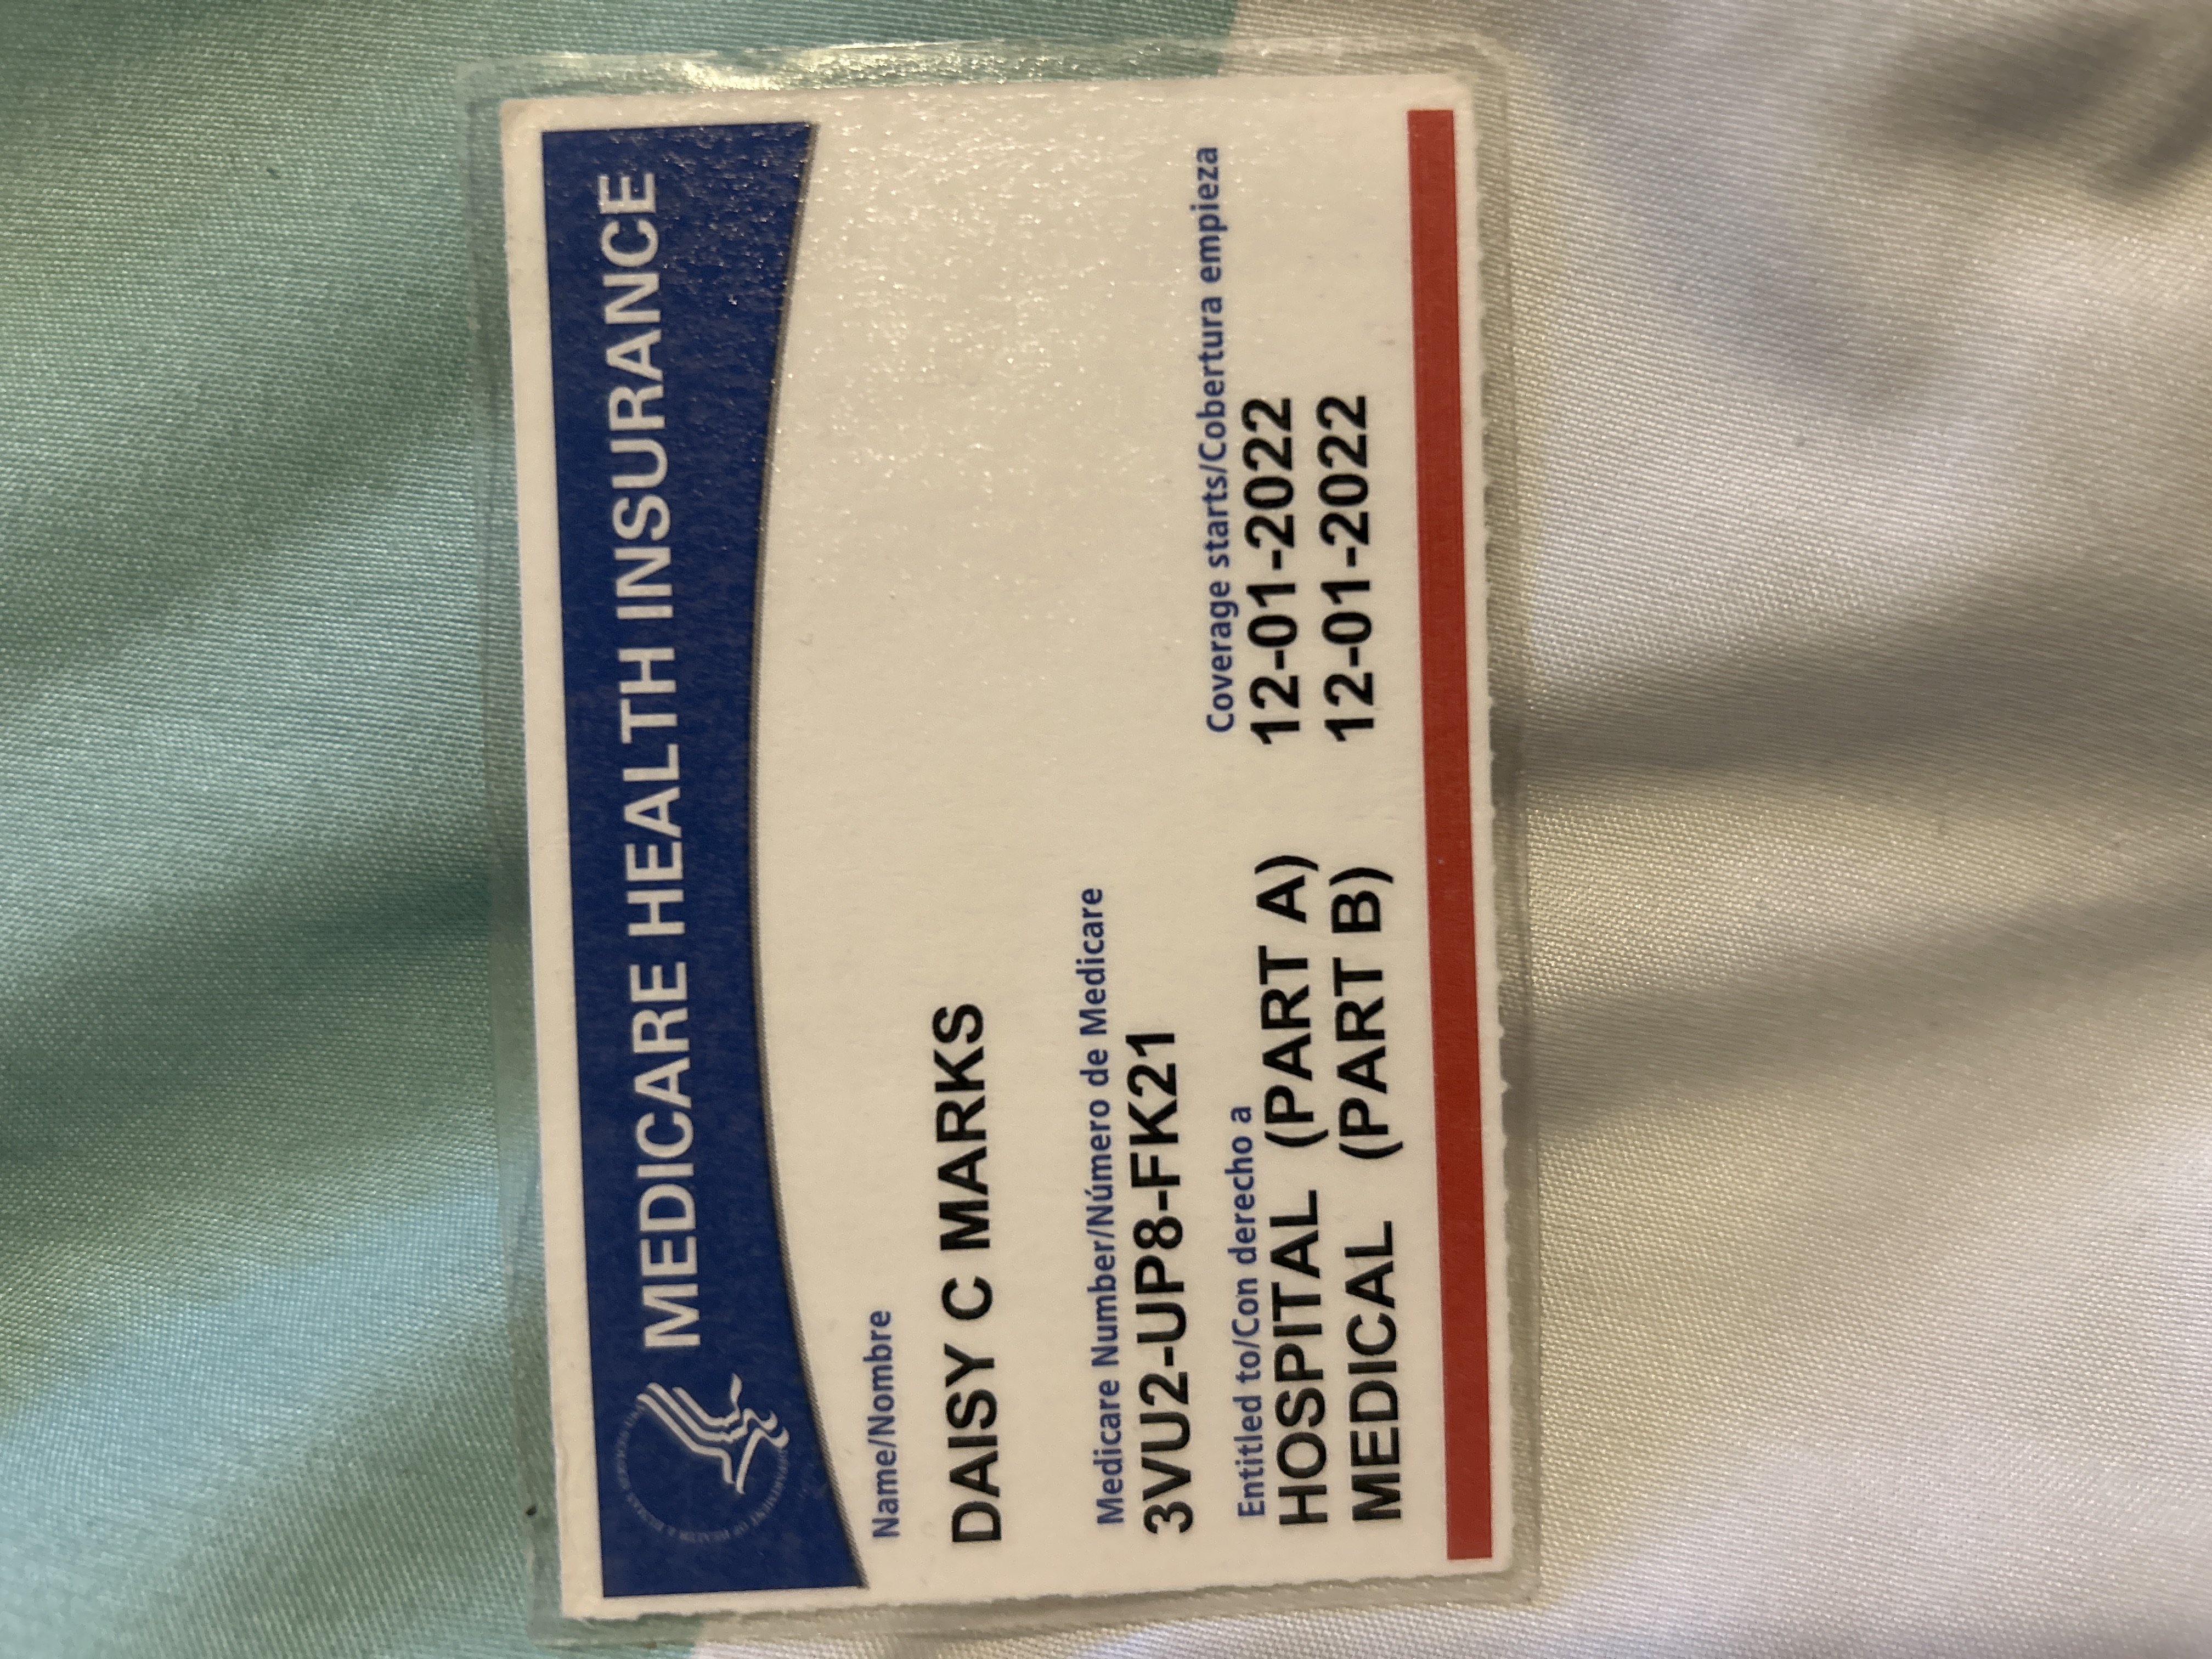 MEDICARE HEALTH INSURANCE
Name/Nombre
DAISY C MARKS
Medicare Number/Número de Medicare
3VU2-UP8-FK21
Entitled to/Con derecho a
Coverage starts/Cobertura empieza
HOSPITAL (PART A) 12-01-2022
MEDICAL (PART B) 12-01-2022